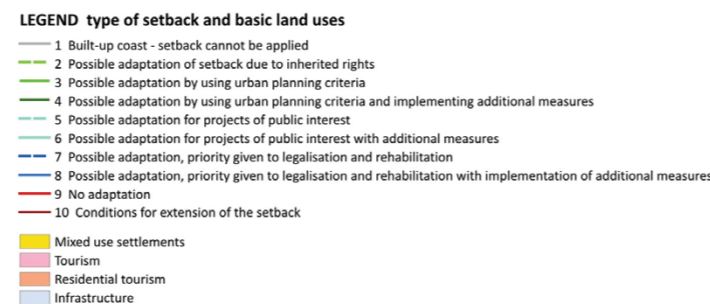 LEGEND type of setback and basic land uses
1 Built-up coast - setback cannot be applied
2 Possible adaptation of setback due to inherited rights
3 Possible adaptation by using urban planning criteria
4 Possible adaptation by using urban planning criteria and implementing additional measures
5 Possible adaptation for projects of public interest
6 Possible adaptation for projects of public interest with additional measures
7 Possible adaptation, priority given to legalisation and rehabilitation
8 Possible adaptation, priority given to legalisation and rehabilitation with implementation of additional measures
9 No adaptation
10 Conditions for extension of the setback
Mixed use settlements
Tourism
Residential tourism
Infrastructure